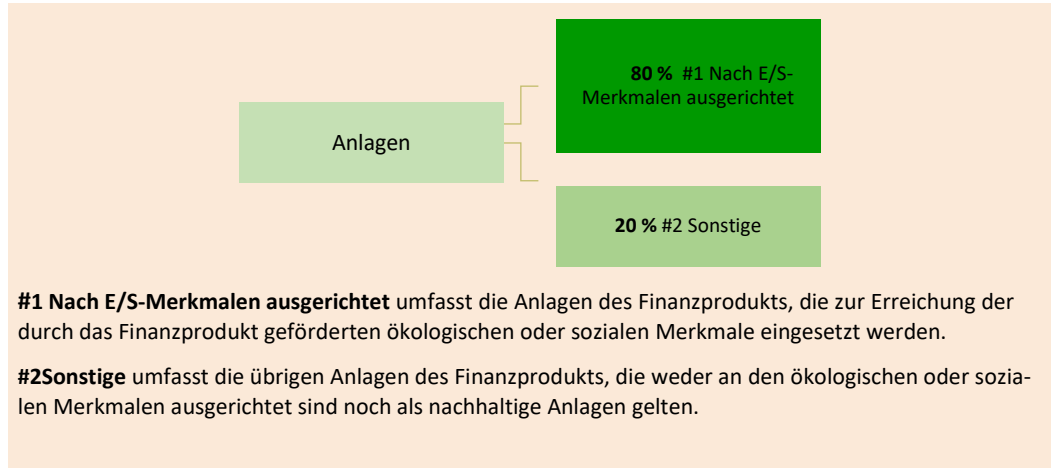 80 % #1 Nach E/S-
Merkmalen ausgerichtet
Anlagen
20 % #2 Sonstige
#1 Nach E/S-Merkmalen ausgerichtet umfasst die Anlagen des Finanzprodukts, die zur Erreichung der
durch das Finanzprodukt geförderten ökologischen oder sozialen Merkmale eingesetzt werden.
#2Sonstige umfasst die übrigen Anlagen des Finanzprodukts, die weder an den ökologischen oder sozia-
len Merkmalen ausgerichtet sind noch als nachhaltige Anlagen gelten.